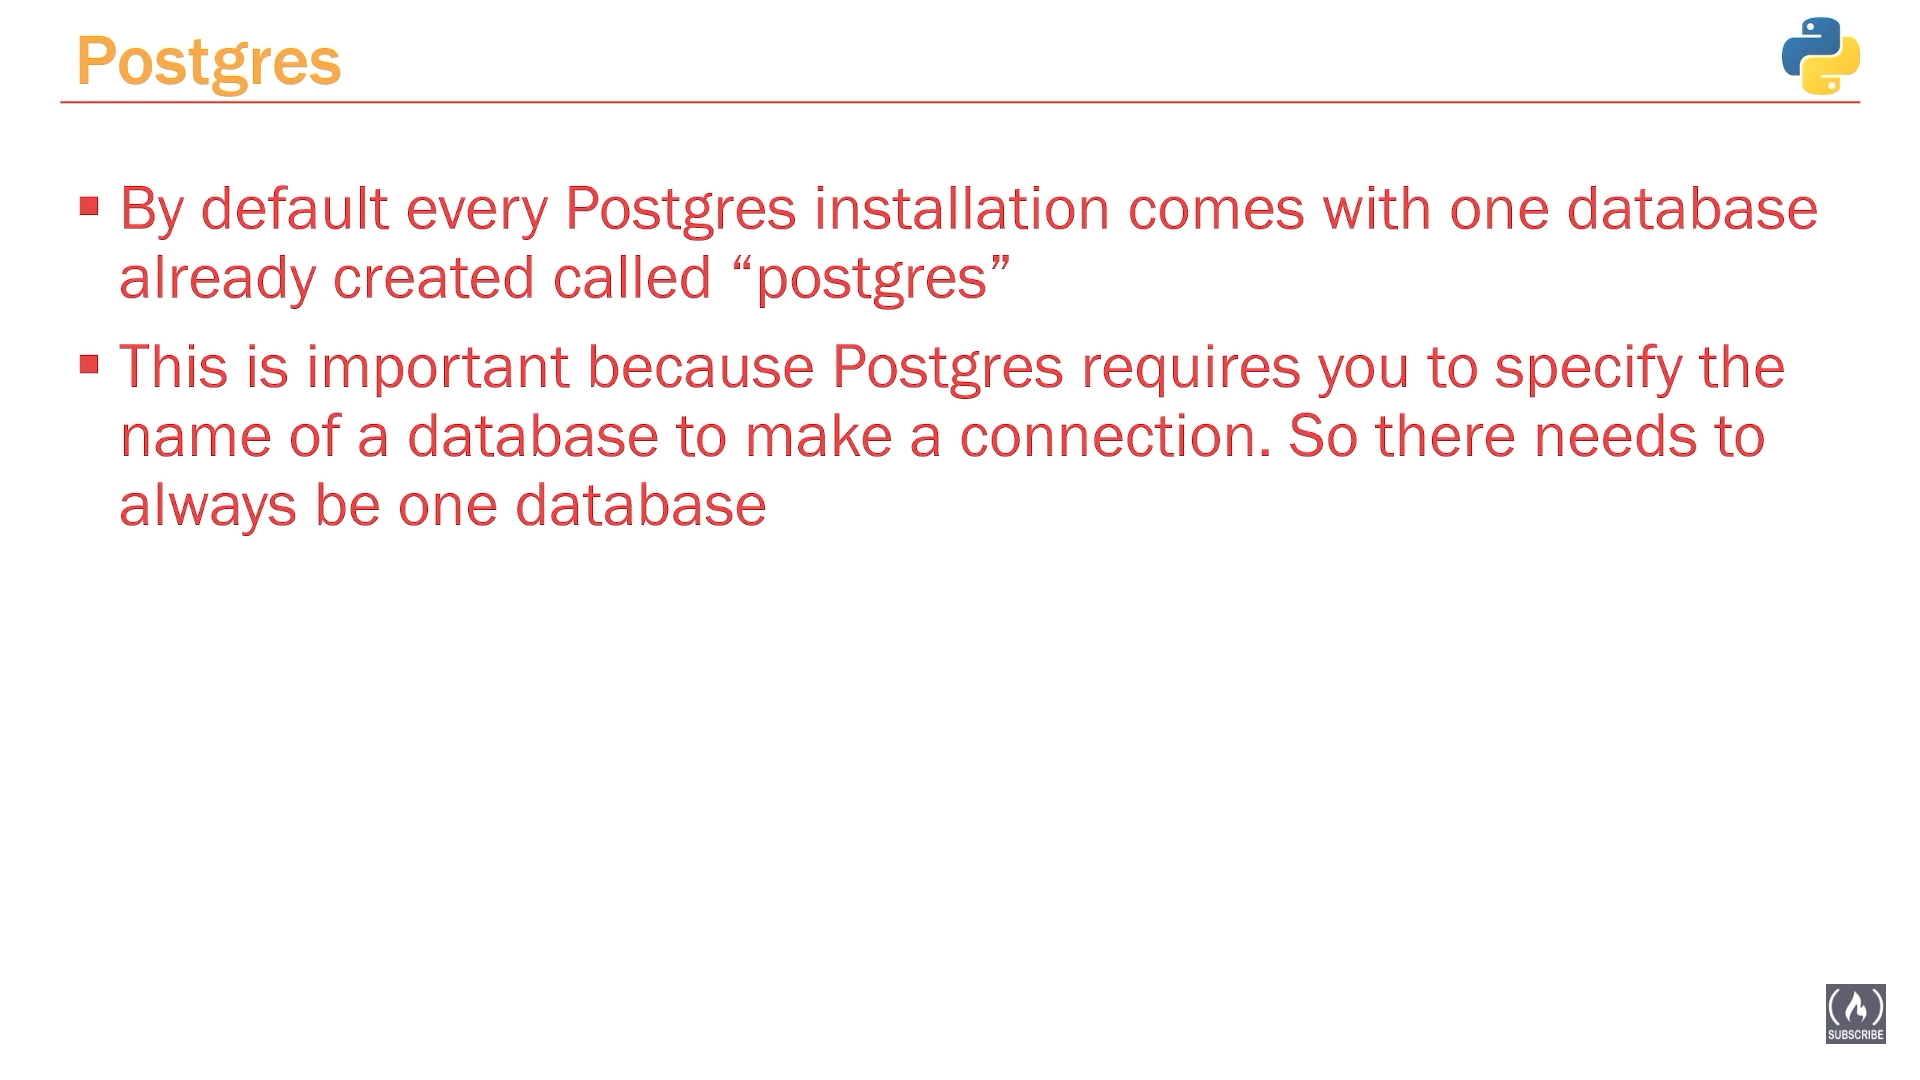 Postgres
▪ By default every Postgres installation comes with one database
already created called “postgres”
▪ This is important because Postgres requires you to specify the
name of a database to make a connection. So there needs to
always be one database
SUBSCRIBE